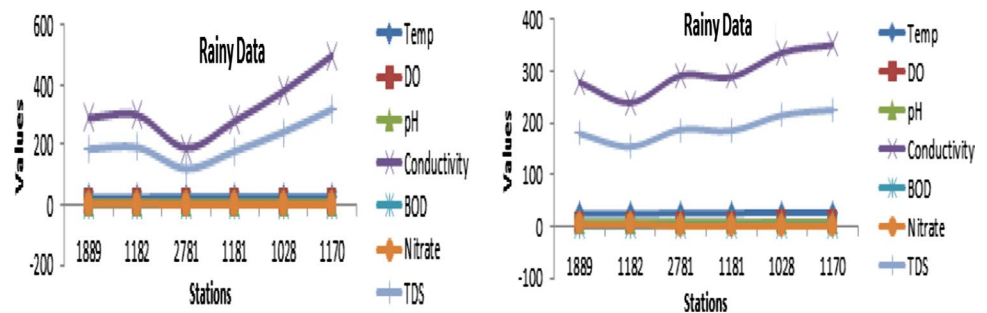 Rainy Data
Values
600
400
200
0
-200
1889 1182 2781 1181 1028 1170
Stations
Temp
DO
pH
Conductivity
BOD
Nitrate
TDS
Rainy Data
Values
400
300
200
100
0
-100
1889 1182 2781 1181 1028 1170
Stations
Temp
DO
pH
Conductivity
BOD
Nitrate
TDS